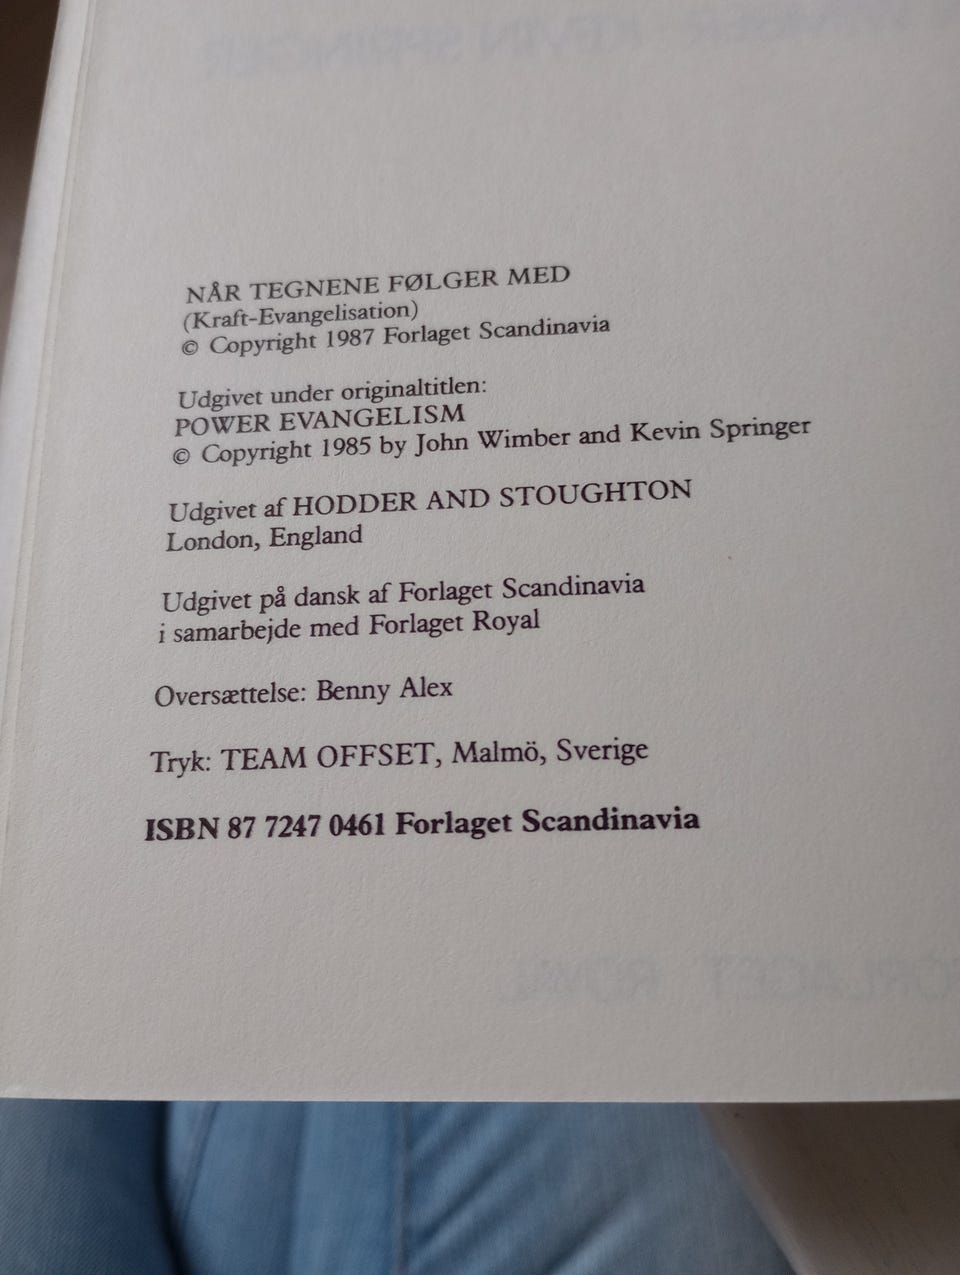 NÅR TEGNENE FØLGER MED
(Kraft-Evangelisation)
© Copyright 1987 Forlaget Scandinavia
Udgivet under originaltitlen:
POWER EVANGELISM
© Copyright 1985 by John Wimber and Kevin Springer
Udgivet af HODDER AND STOUGHTON
London, England
Udgivet på dansk af Forlaget Scandinavia
i samarbejde med Forlaget Royal
Oversættelse: Benny Alex
Tryk: TEAM OFFSET, Malmö, Sverige
ISBN 87 7247 0461 Forlaget Scandinavia